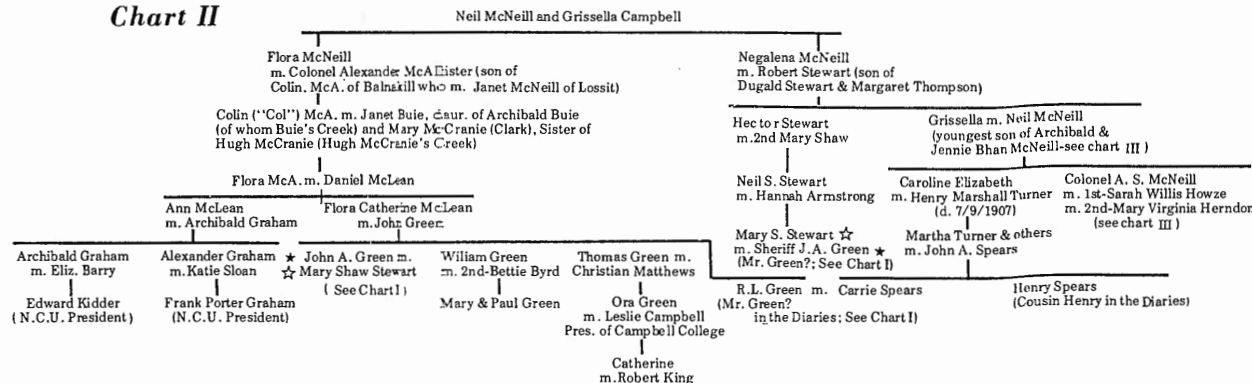 Chart II
Neil McNeill and Grissella Campbell
Flora McNeill
m. Colonel Alexander McAllister (son of
Colin, McA. of Balnakill who m. Janet McNeill of Lossit)
Colin ("Col") McA. m. Janet Buie, daur. of Archibald Buie
(of whom Buie's Creek) and Mary McCranie (Clark), Sister of
Hugh McCranie (Hugh McCranie's Creek)
Flora McA. m. Daniel McLean
Ann McLean
m. Archibald Graham
Flora Catherine McLean
m. John Green
Archibald Graham
m. Eliz. Barry
Edward Kidder
(N.C.U. President)
Alexander Graham
m. Katie Sloan
Frank Porter Graham
(N.C.U. President)
★ John A. Green m.
☆ Mary Shaw Stewart
(See Chart I)
Wiliam Green
m. 2nd-Bettie Byrd
Mary & Paul Green
Thomas Green m.
Christian Matthews
Ora Green
m. Leslie Campbell
Pres. of Campbell College
Catherine
m. Robert King
Negalena McNeill
m. Robert Stewart (son of
Dugald Stewart & Margaret Thompson)
Hector Stewart
m. 2nd Mary Shaw
Neil S. Stewart
m. Hannah Armstrong
Mary S. Stewart ☆
m. Sheriff J.A. Green ★
(Mr. Green?; See Chart I)
Grissella m. Neil McNeill
(youngest son of Archibald &
Jennie Bhan McNeill-see chart III)
Caroline Elizabeth
m. Henry Marshall Turner
(d. 7/9/1907)
Martha Turner & others
m. John A. Spears
Colonel A. S. McNeill
m. 1st-Sarah Willis Howze
m. 2nd-Mary Virginia Herndon
(see chart III)
R.L. Green m. Carrie Spears
(Mr. Green?
in the Diaries; See Chart I)
Henry Spears
(Cousin Henry in the Diaries)